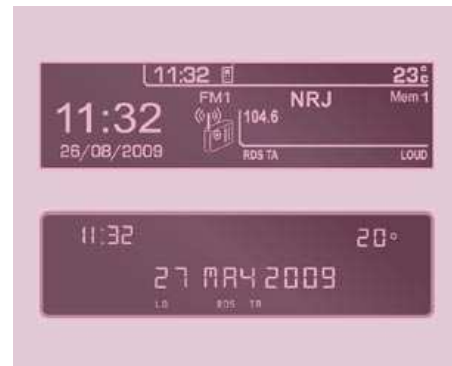 11:32 23°
FM1 NRJ Mem 1
11:32 104.6
26/08/2009 RDS TA LOUD
11:32 20°
27 MAY 2009
LO RDS TA